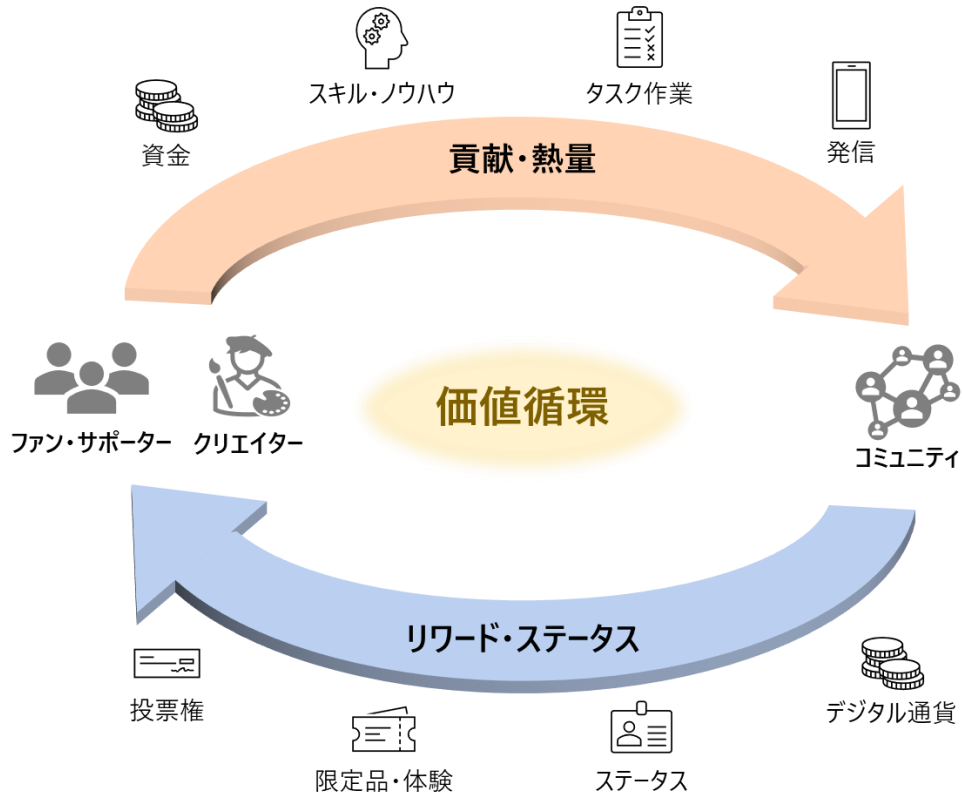 スキル・ノウハウ
タスク作業
資金
発信
貢献・熱量
価値循環
ファン・サポーター
クリエイター
コミュニティ
リワード・ステータス
投票権
デジタル通貨
限定品・体験
ステータス